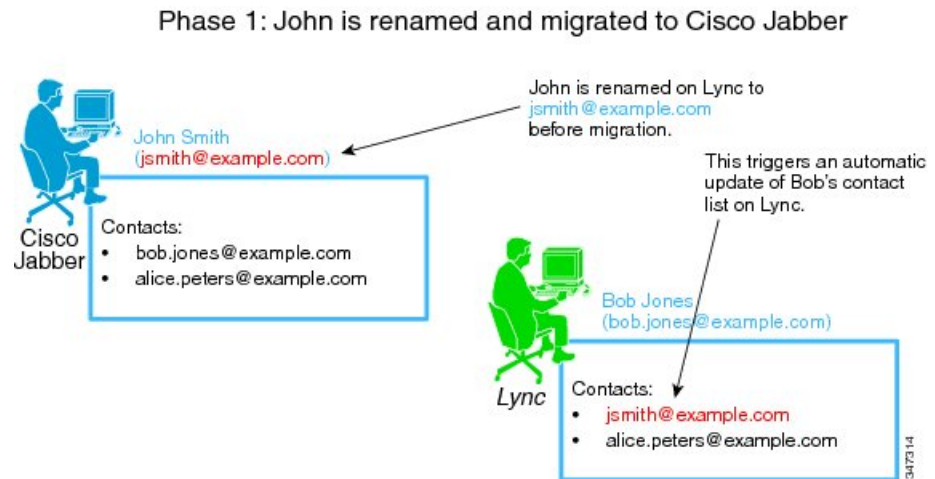 Phase 1: John is renamed and migrated to Cisco Jabber
John is renamed on Lync to
jsmith@example.com
before migration.
John Smith
(jsmith@example.com)
This triggers an automatic
update of Bob's contact
list on Lync.
Cisco
Jabber
Contacts:
• bob.jones@example.com
• alice.peters@example.com
Bob Jones
(bob.jones@example.com)
Lync
Contacts:
• jsmith@example.com
• alice.peters@example.com
347314